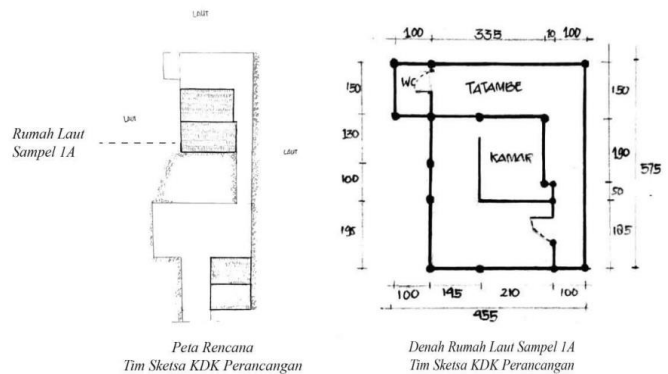 LAUT
LAUT
LAUT
Rumah Laut
Sampel 1A
Peta Rencana
Tim Sketsa KDK Perancangan
100 335 10 100
150
130
100
195
WC
TATAMBE
KAMAR
150
190
50
185
575
100 145 210 100
455
Denah Rumah Laut Sampel 1A
Tim Sketsa KDK Perancangan